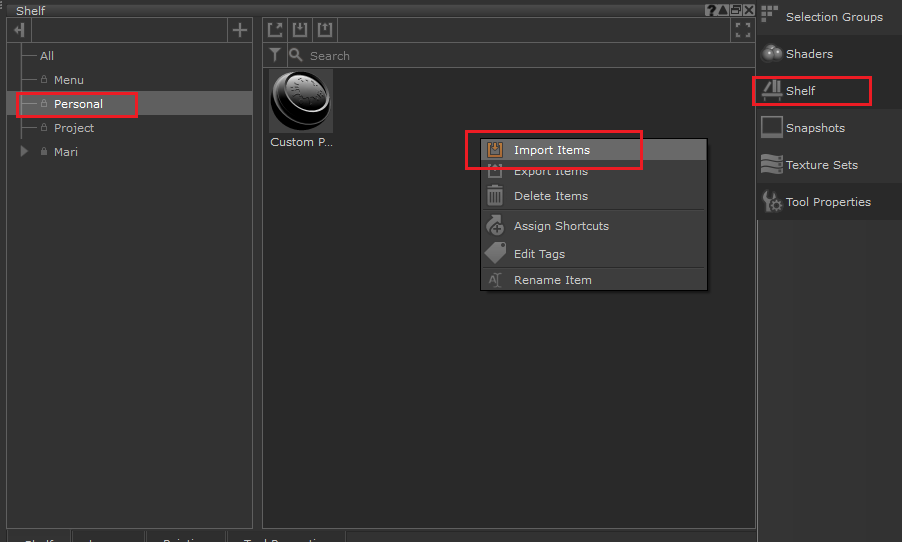 Shelf
All
Menu
Personal
Project
Mari
Search
Custom P...
Import Items
Export Items
Delete Items
Assign Shortcuts
Edit Tags
Rename Item
Selection Groups
Shaders
Shelf
Snapshots
Texture Sets
Tool Properties